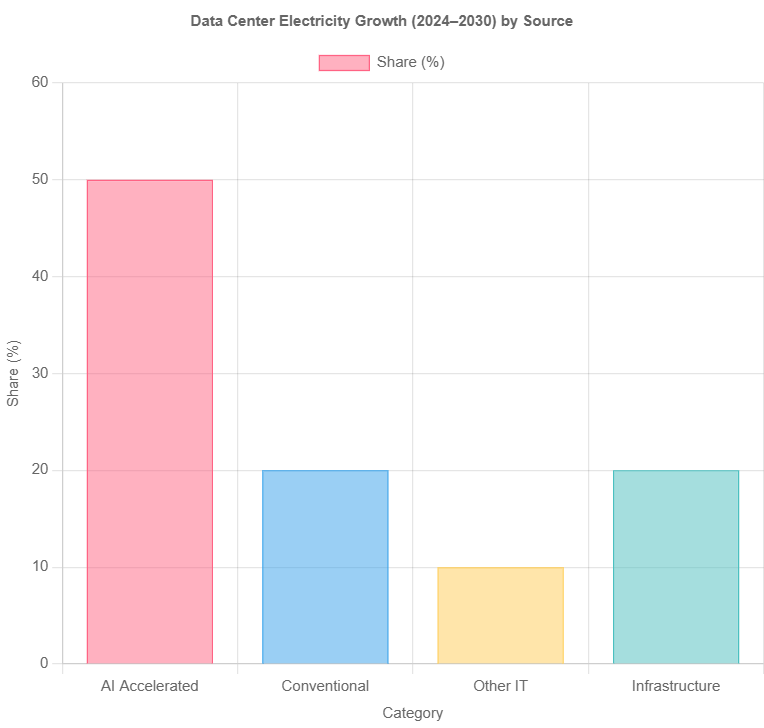 Data Center Electricity Growth (2024–2030) by Source
Share (%)
60
50
40
30
20
10
0
Share (%)
AI Accelerated Conventional Other IT Infrastructure
Category